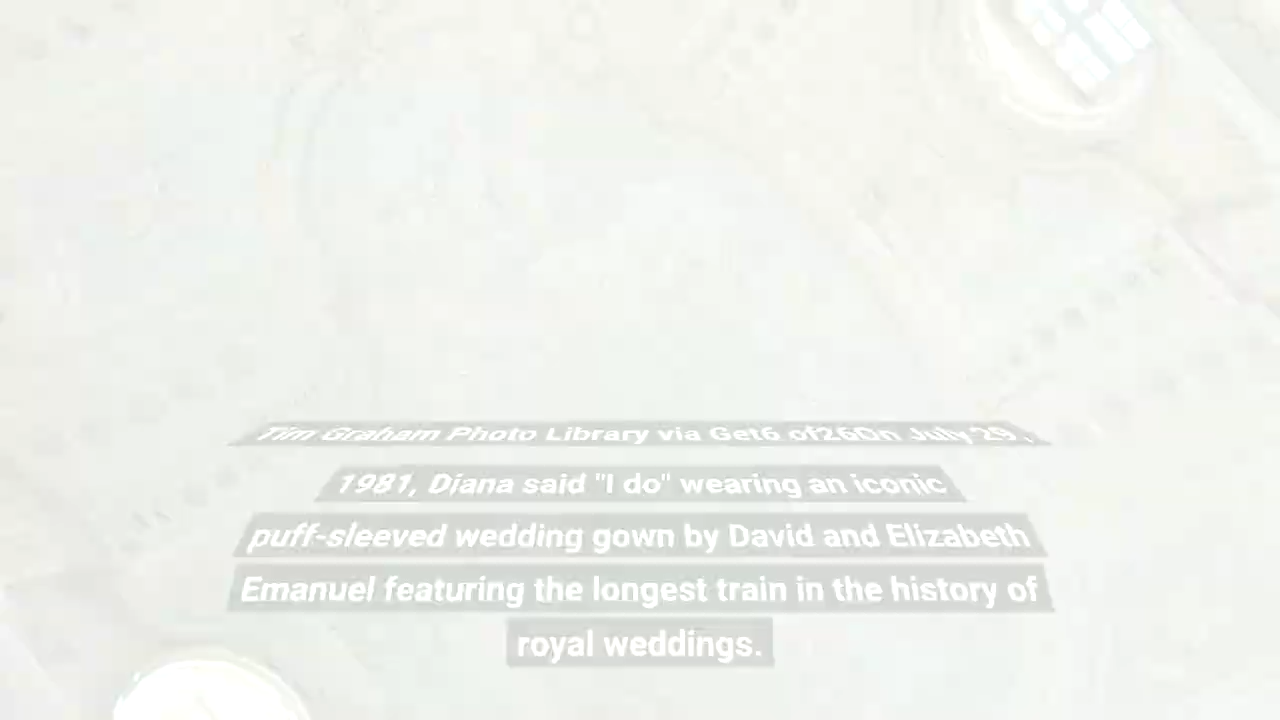 Tim Graham Photo Library via Get6 of26On July 29 ,
1981, Diana said "I do" wearing an iconic
puff-sleeved wedding gown by David and Elizabeth
Emanuel featuring the longest train in the history of
royal weddings.